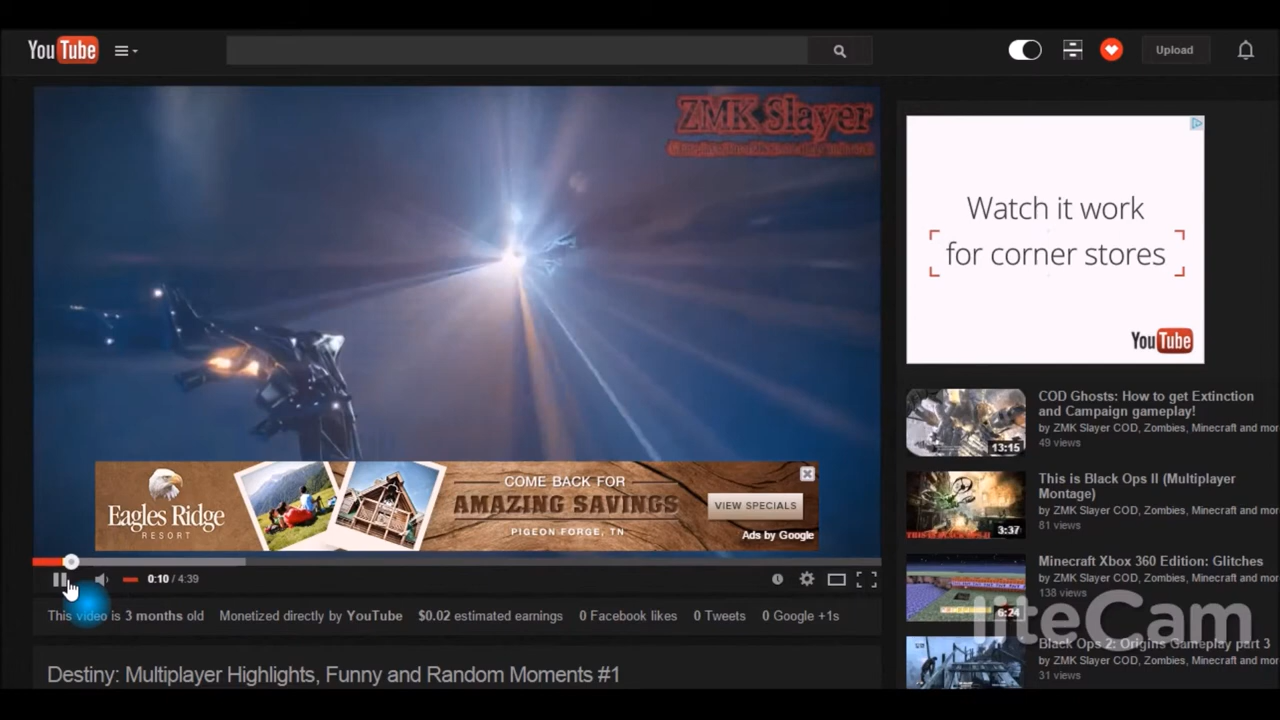 YouTube
Upload
ZMK Slayer
Watch it work
for corner stores
YouTube
Eagles Ridge
RESORT
COME BACK FOR
AMAZING SAVINGS
PIGEON FORGE, TN
VIEW SPECIALS
Ads by Google
0:10 / 4:39
This video is 3 months old Monetized directly by YouTube $0.02 estimated earnings 0 Facebook likes 0 Tweets 0 Google +1s
Destiny: Multiplayer Highlights, Funny and Random Moments #1
13:15
COD Ghosts: How to get Extinction
and Campaign gameplay!
by ZMK Slayer COD, Zombies, Minecraft and mor
49 views
3:37
This is Black Ops II (Multiplayer
Montage)
by ZMK Slayer COD, Zombies, Minecraft and mor
81 views
6:24
Minecraft Xbox 360 Edition: Glitches
by ZMK Slayer COD, Zombies, Minecraft and mor
138 views
Black Ops 2: Origins Gameplay part 3
by ZMK Slayer COD, Zombies, Minecraft and mor
31 views
liteCam